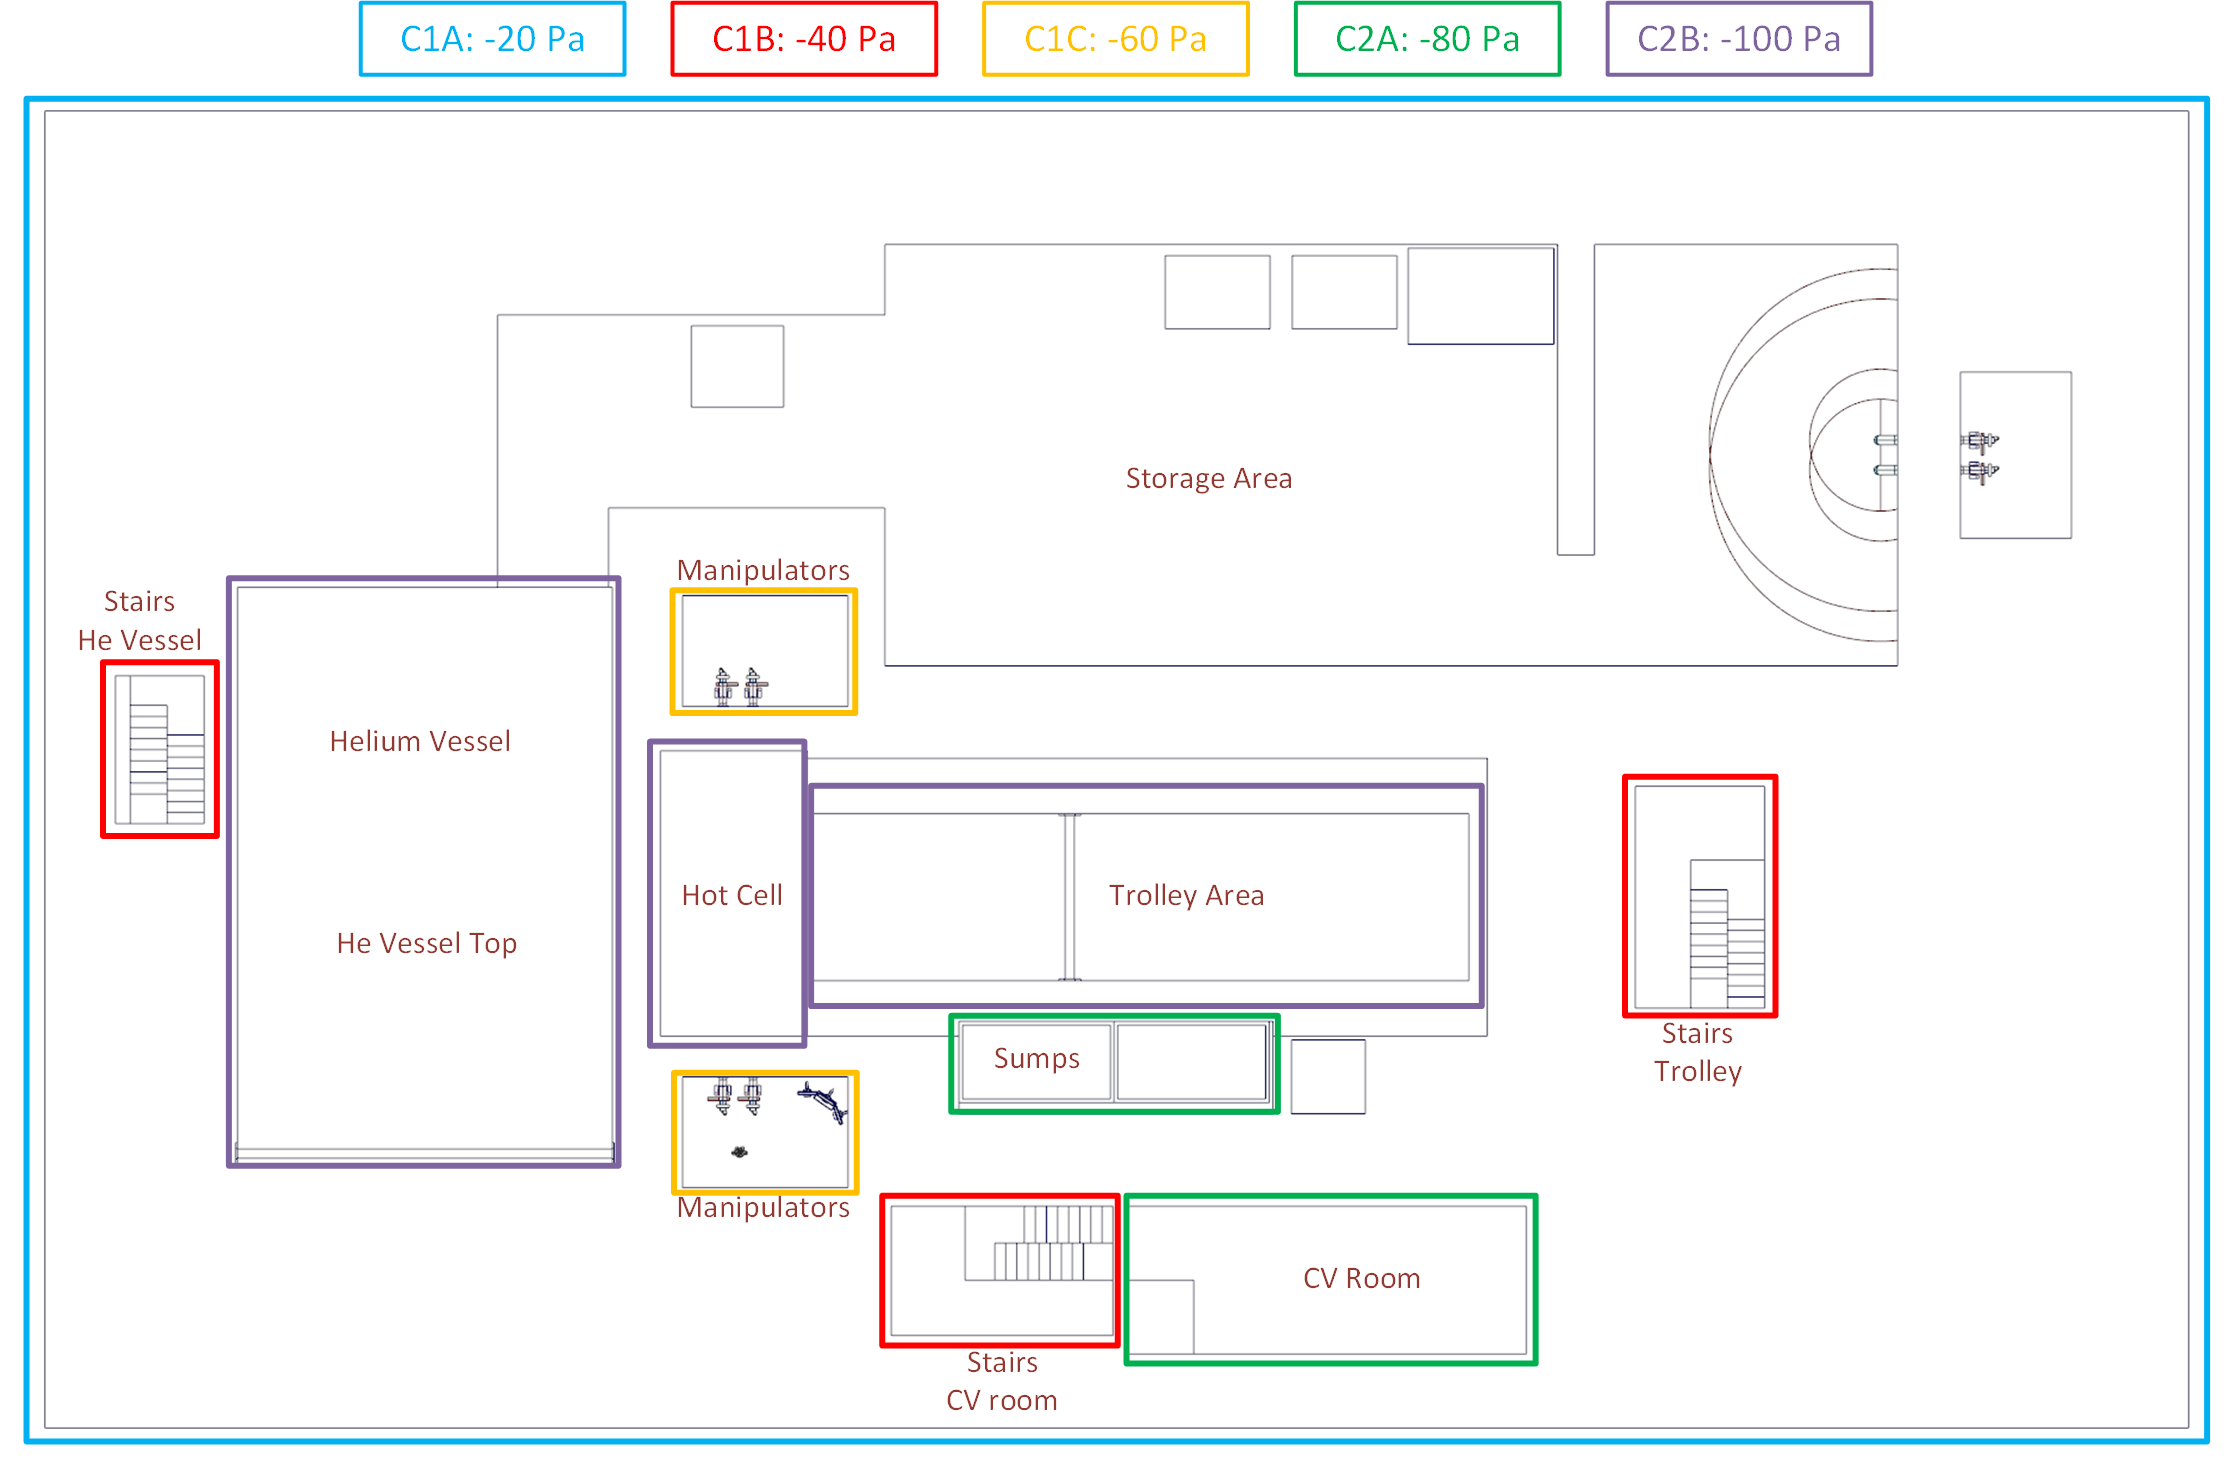 C1A: -20 Pa
C1B: -40 Pa
C1C: -60 Pa
C2A: -80 Pa
C2B: -100 Pa
Storage Area
Manipulators
Stairs
He Vessel
Helium Vessel
Hot Cell
Trolley Area
He Vessel Top
Sumps
Stairs
Trolley
Manipulators
CV Room
Stairs
CV room